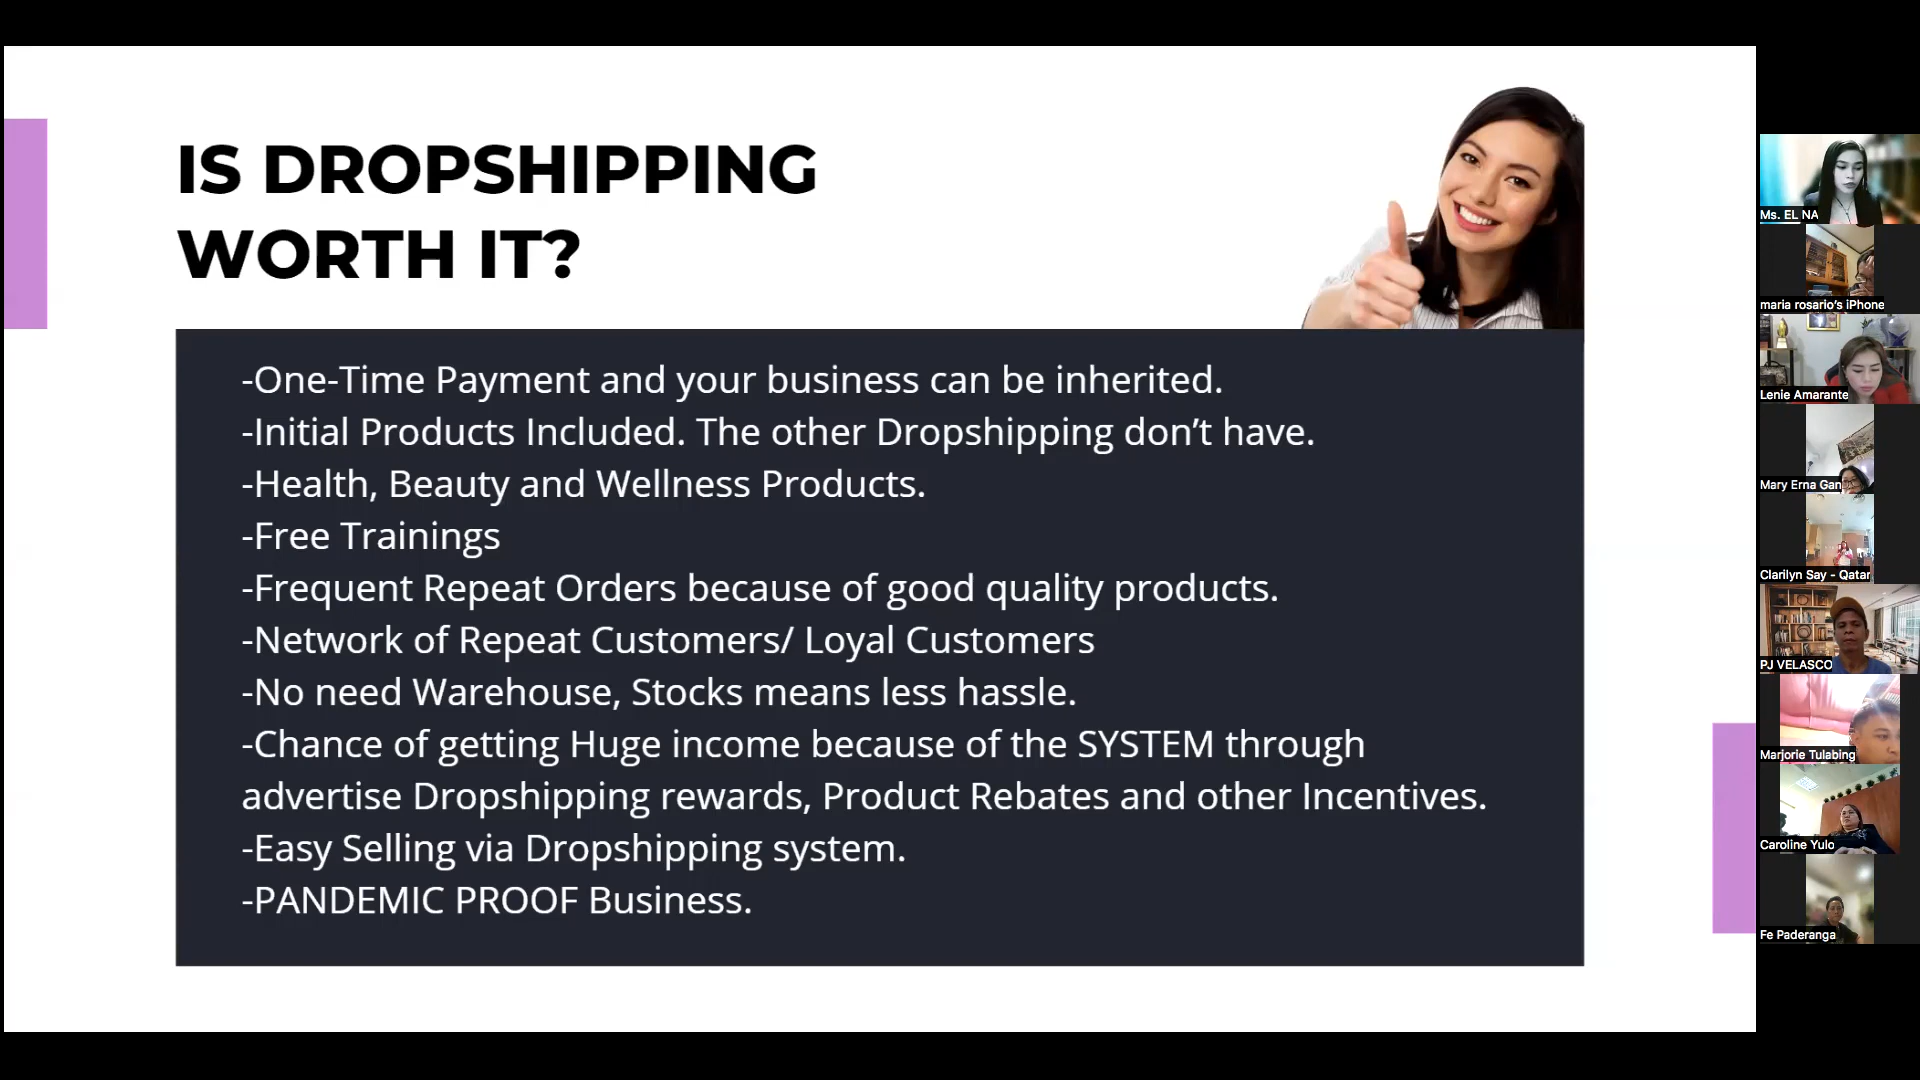 IS DROPSHIPPING
WORTH IT?
-One-Time Payment and your business can be inherited.
-Initial Products Included. The other Dropshipping don’t have.
-Health, Beauty and Wellness Products.
-Free Trainings
-Frequent Repeat Orders because of good quality products.
-Network of Repeat Customers/ Loyal Customers
-No need Warehouse, Stocks means less hassle.
-Chance of getting Huge income because of the SYSTEM through
advertise Dropshipping rewards, Product Rebates and other Incentives.
-Easy Selling via Dropshipping system.
-PANDEMIC PROOF Business.
Ms. EL NA
maria rosario’s iPhone
Lenie Amarante
Mary Erna Gan
Clarilyn Say - Qatar
PJ VELASCO
Marjorie Tulabing
Caroline Yulo
Fe Paderanga